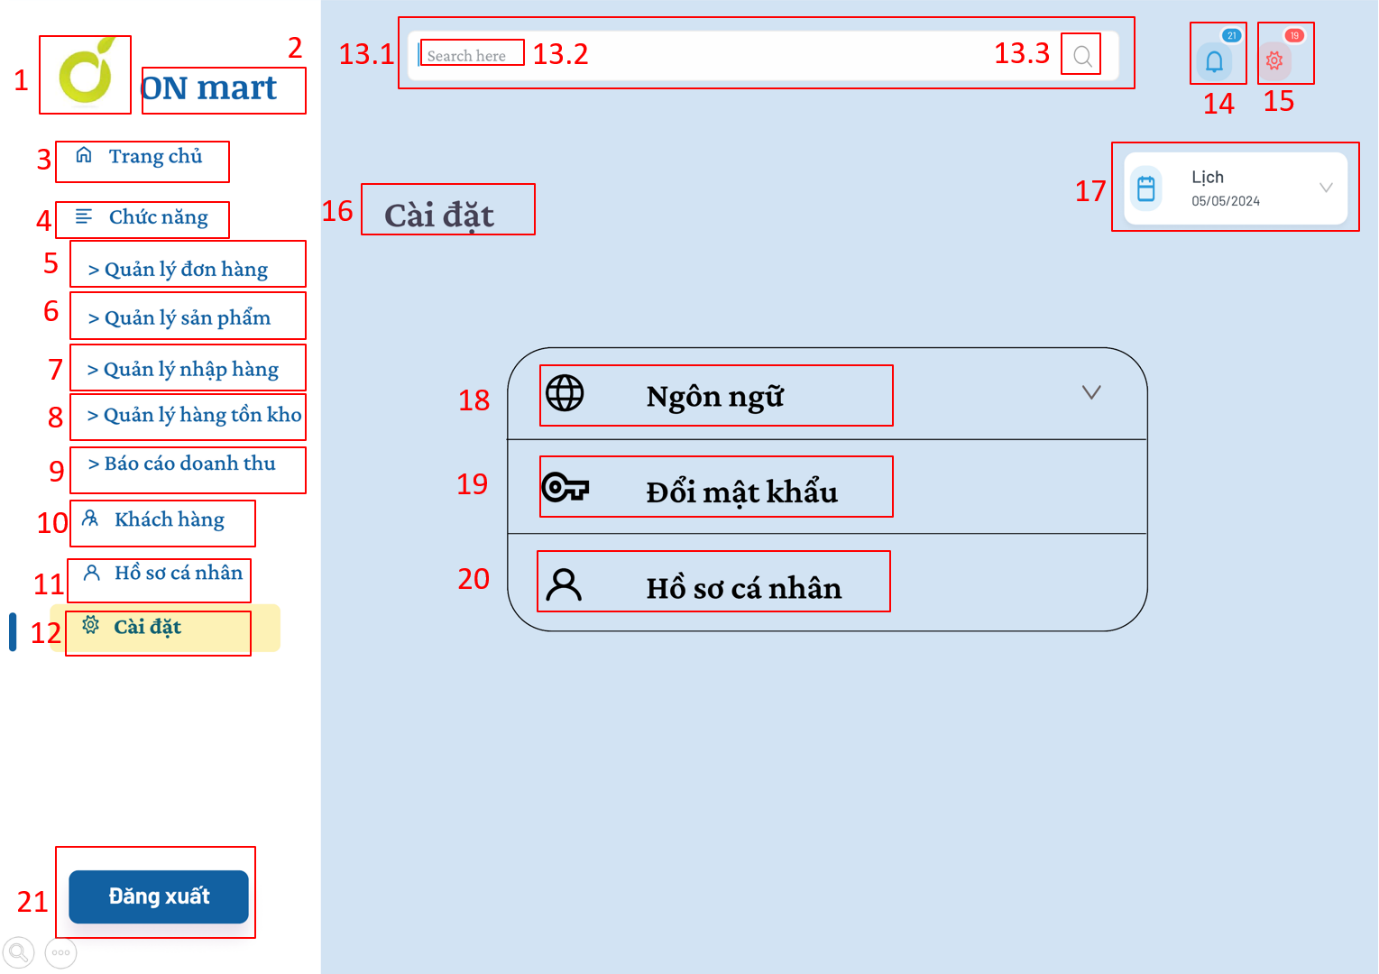 1
2
ON mart
13.1
Search here
13.2
13.3
21
14
19
15
3
Trang chủ
4
Chức năng
5
> Quản lý đơn hàng
6
> Quản lý sản phẩm
7
> Quản lý nhập hàng
8
> Quản lý hàng tồn kho
9
> Báo cáo doanh thu
10
Khách hàng
11
Hồ sơ cá nhân
12
Cài đặt
16
Cài đặt
17
Lịch
05/05/2024
18
Ngôn ngữ
19
Đổi mật khẩu
20
Hồ sơ cá nhân
21
Đăng xuất